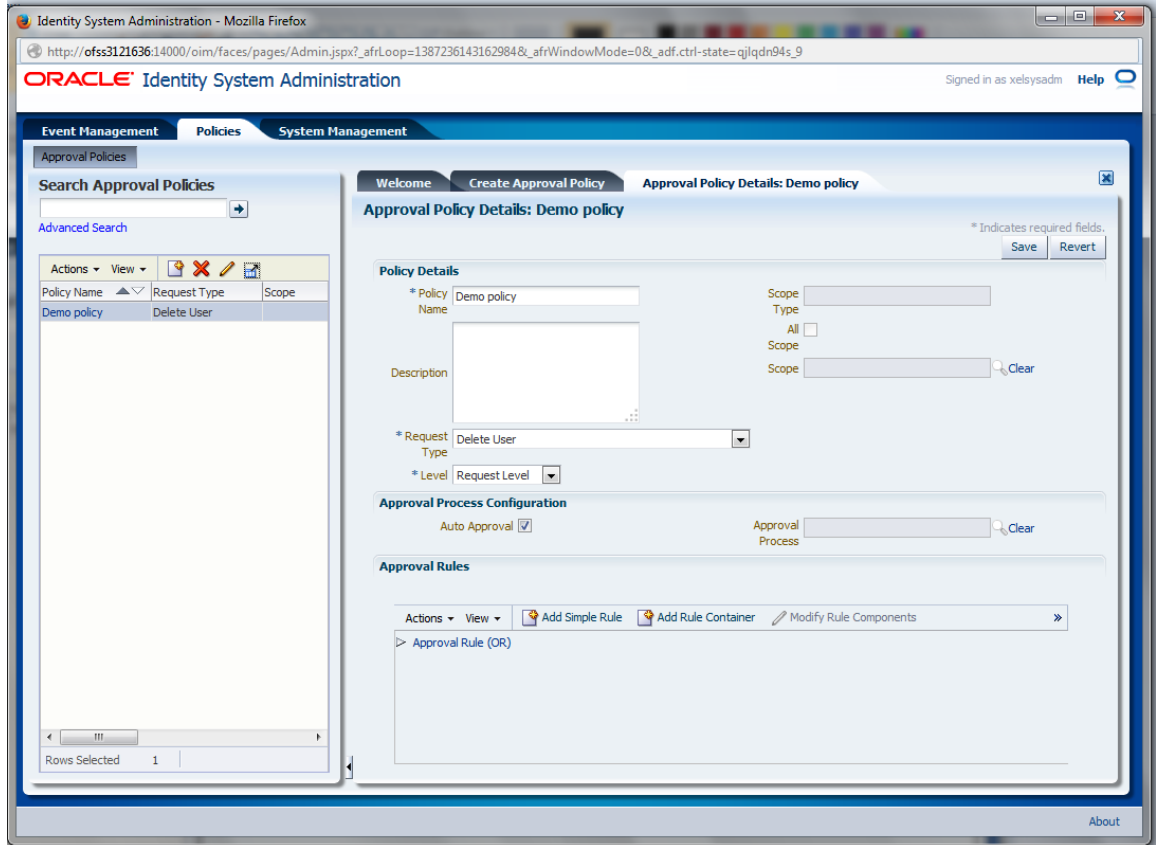 Identity System Administration - Mozilla Firefox
http://ofss3121636:14000/oim/faces/pages/Admin.jspx?_afrLoop=138723614316298​4&_afrWindowMode=0&_adf.ctrl-state=qjlqdn94s_9
ORACLE Identity System Administration
Signed in as xelsysadm Help
Event Management Policies System Management
Approval Policies
Search Approval Policies
Advanced Search
Actions View
Policy Name Request Type Scope
Demo policy Delete User
Rows Selected 1
Welcome Create Approval Policy Approval Policy Details: Demo policy
Approval Policy Details: Demo policy
* Indicates required fields.
Save Revert
Policy Details
* Policy Name Demo policy
Description
* Request Type Delete User
* Level Request Level
Scope Type
All Scope
Scope Clear
Approval Process Configuration
Auto Approval
Approval Process Clear
Approval Rules
Actions View Add Simple Rule Add Rule Container Modify Rule Components »
Approval Rule (OR)
About